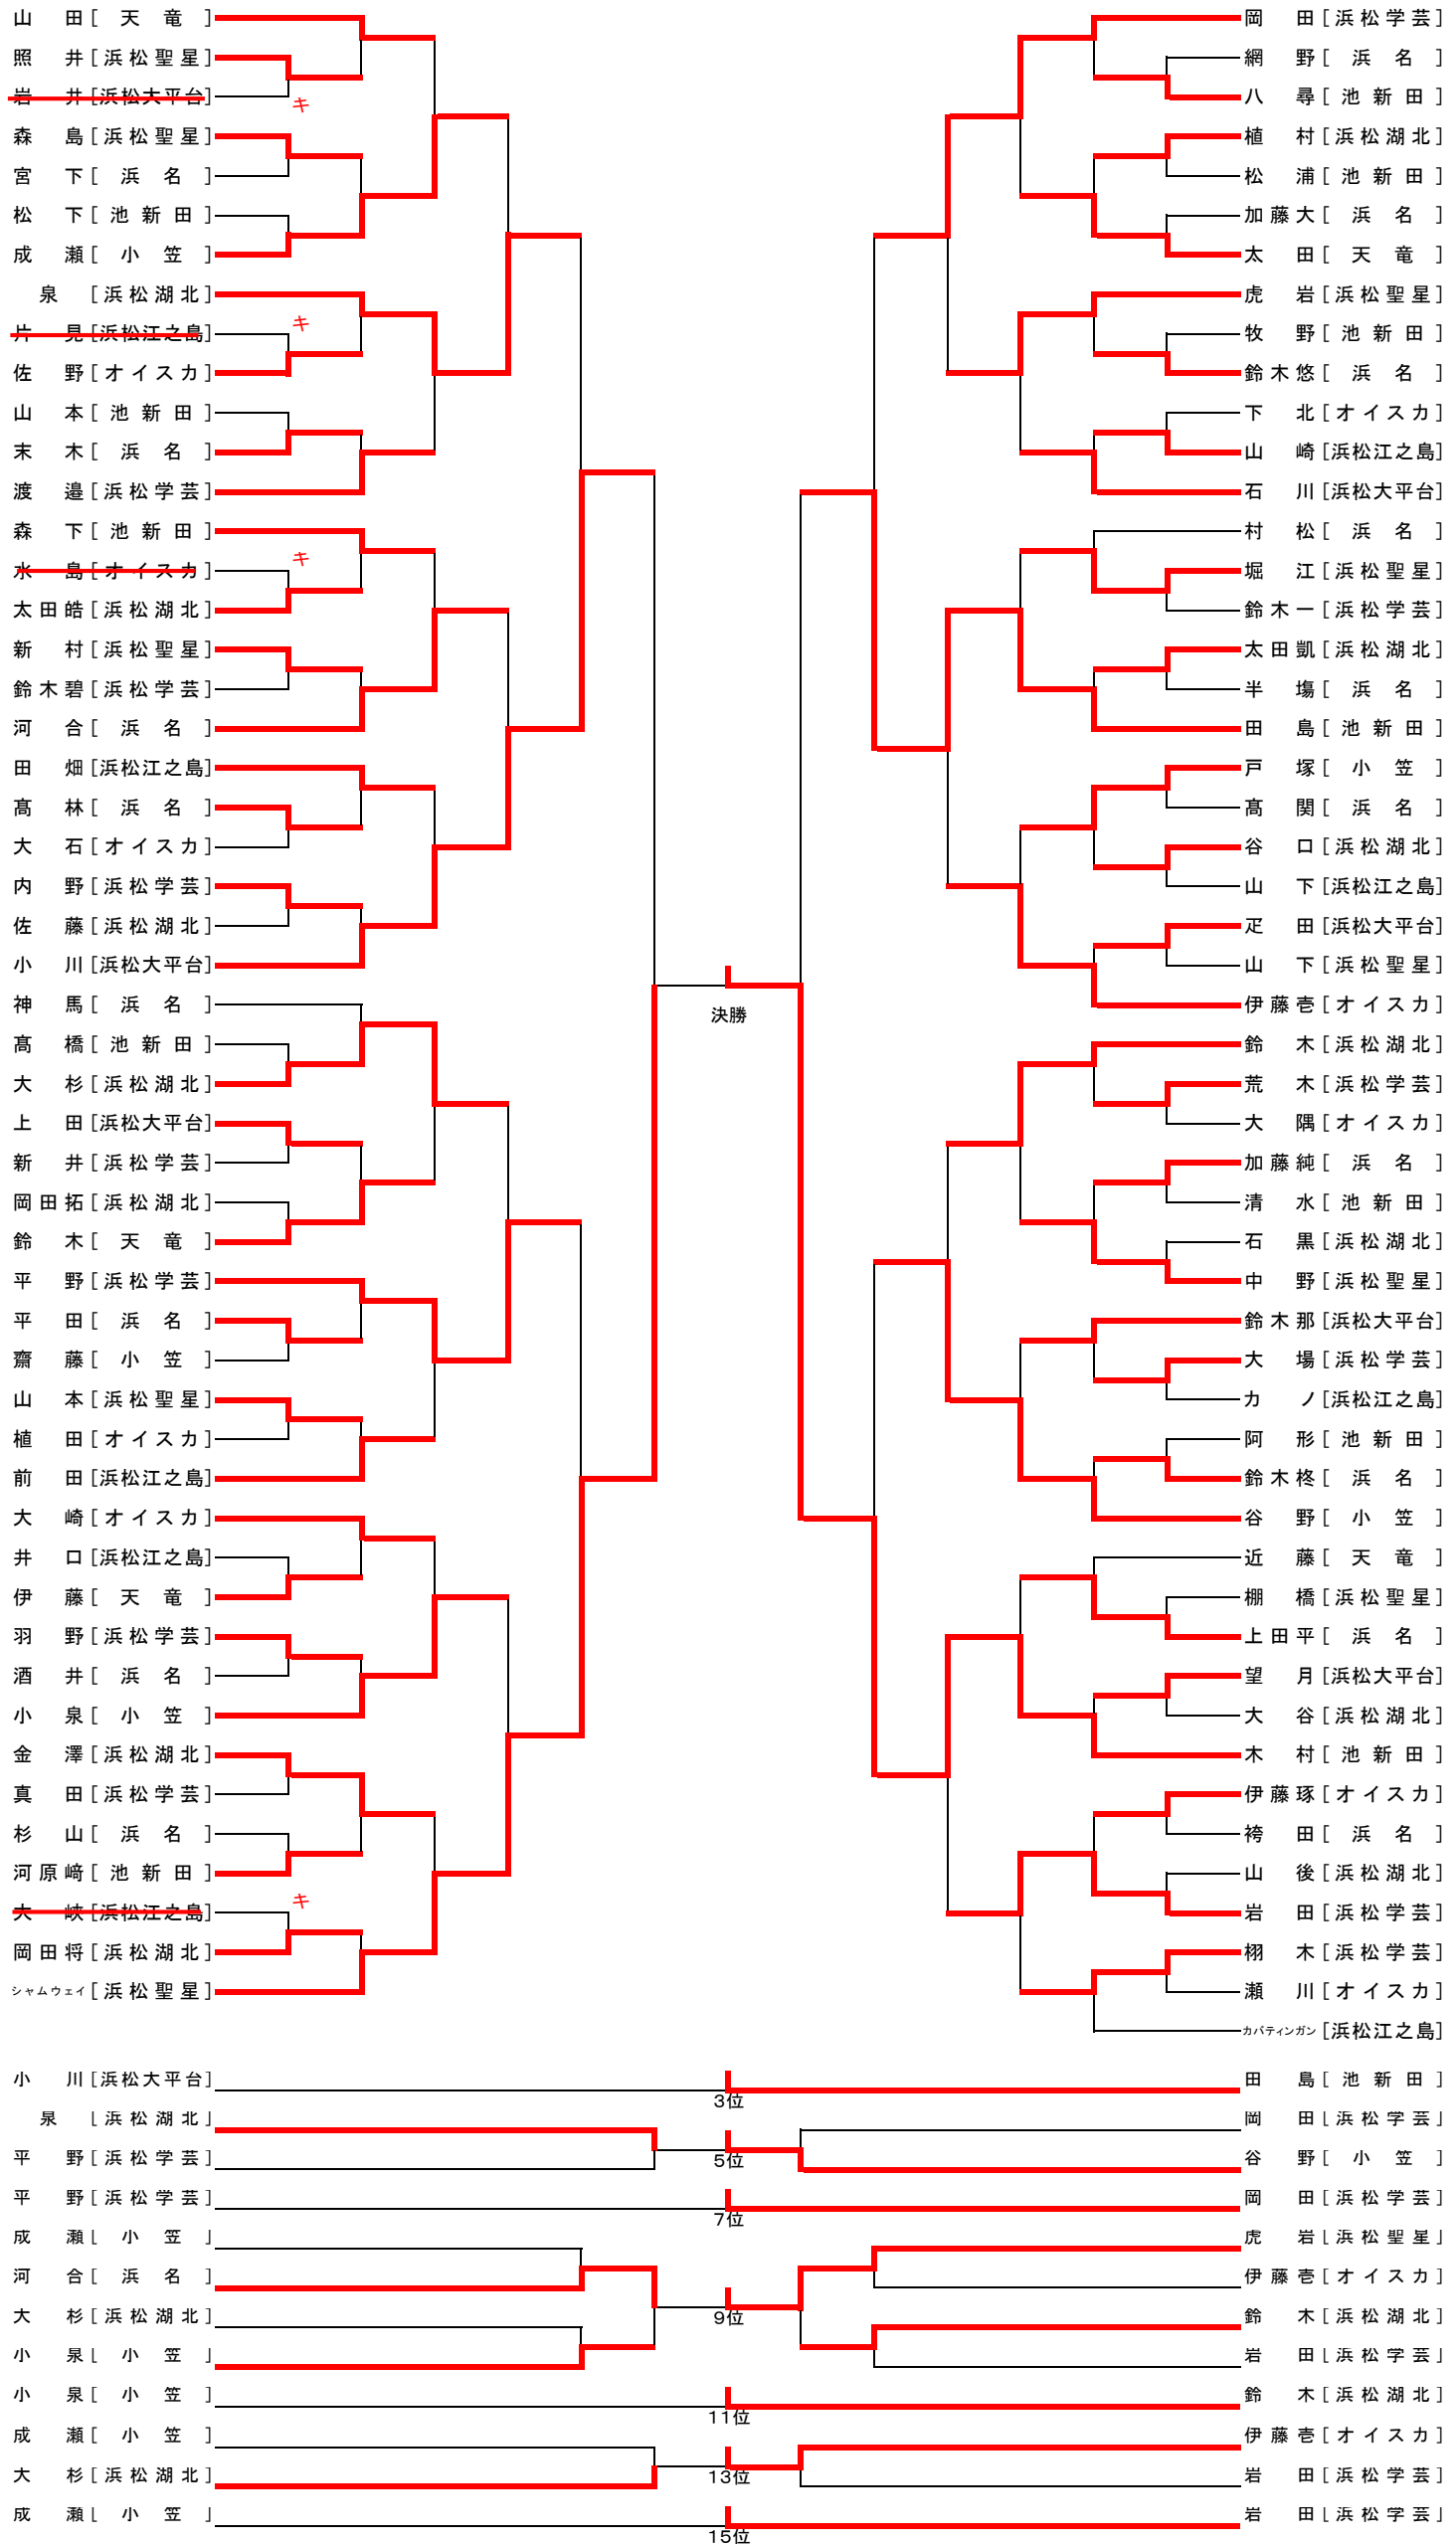 山田[天竜]
照井[浜松聖星]
岩井[浜松大平台]
キ
森島[浜松聖星]
宮下[浜名]
松下[池新田]
成瀬[小笠]
泉[浜松湖北]
片見[浜松江之島]
キ
佐野[オイスカ]
山本[池新田]
末木[浜名]
渡邉[浜松学芸]
森下[池新田]
水島[オイスカ]
キ
太田皓[浜松湖北]
新村[浜松聖星]
鈴木碧[浜松学芸]
河合[浜名]
田畑[浜松江之島]
髙林[浜名]
大石[オイスカ]
内野[浜松学芸]
佐藤[浜松湖北]
小川[浜松大平台]
神馬[浜名]
髙橋[池新田]
大杉[浜松湖北]
上田[浜松大平台]
新井[浜松学芸]
岡田拓[浜松湖北]
鈴木[天竜]
平野[浜松学芸]
平田[浜名]
齋藤[小笠]
山本[浜松聖星]
植田[オイスカ]
前田[浜松江之島]
大崎[オイスカ]
井口[浜松江之島]
伊藤[天竜]
羽野[浜松学芸]
酒井[浜名]
小泉[小笠]
金澤[浜松湖北]
真田[浜松学芸]
杉山[浜名]
河原﨑[池新田]
大峡[浜松江之島]
キ
岡田将[浜松湖北]
シャムウェイ[浜松聖星]
決勝
岡田[浜松学芸]
網野[浜名]
八尋[池新田]
植村[浜松湖北]
松浦[池新田]
加藤大[浜名]
太田[天竜]
虎岩[浜松聖星]
牧野[池新田]
鈴木悠[浜名]
下北[オイスカ]
山崎[浜松江之島]
石川[浜松大平台]
村松[浜名]
堀江[浜松聖星]
鈴木一[浜松学芸]
太田凱[浜松湖北]
半塲[浜名]
田島[池新田]
戸塚[小笠]
髙関[浜名]
谷口[浜松湖北]
山下[浜松江之島]
疋田[浜松大平台]
山下[浜松聖星]
伊藤壱[オイスカ]
鈴木[浜松湖北]
荒木[浜松学芸]
大隅[オイスカ]
加藤純[浜名]
清水[池新田]
石黒[浜松湖北]
中野[浜松聖星]
鈴木那[浜松大平台]
大場[浜松学芸]
カノ[浜松江之島]
阿形[池新田]
鈴木柊[浜名]
谷野[小笠]
近藤[天竜]
棚橋[浜松聖星]
上田平[浜名]
望月[浜松大平台]
大谷[浜松湖北]
木村[池新田]
伊藤琢[オイスカ]
袴田[浜名]
山後[浜松湖北]
岩田[浜松学芸]
栩木[浜松学芸]
瀬川[オイスカ]
カバティンガン[浜松江之島]
小川[浜松大平台] 3位 田島[池新田]
泉[浜松湖北] 岡田[浜松学芸]
5位
平野[浜松学芸] 谷野[小笠]
平野[浜松学芸] 7位 岡田[浜松学芸]
成瀬[小笠] 虎岩[浜松聖星]
河合[浜名] 伊藤壱[オイスカ]
9位
大杉[浜松湖北] 鈴木[浜松湖北]
小泉[小笠] 岩田[浜松学芸]
小泉[小笠] 11位 鈴木[浜松湖北]
成瀬[小笠] 伊藤壱[オイスカ]
13位
大杉[浜松湖北] 岩田[浜松学芸]
成瀬[小笠] 15位 岩田[浜松学芸]